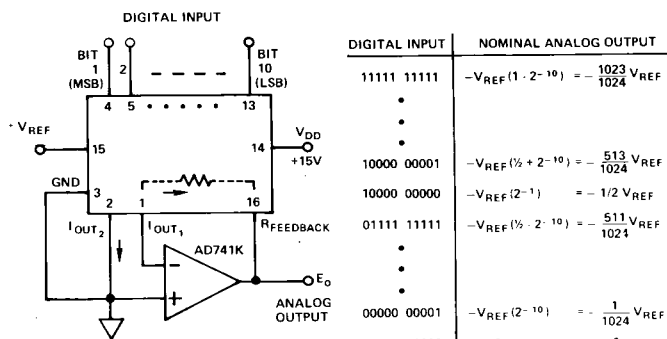 DIGITAL INPUT
BIT
1
(MSB)
2
BIT
10
(LSB)
4
5
13
+ VREF
15
14
VDD
+15V
GND
3
2
1
16
IOUT2
IOUT1
RFEEDBACK
AD741K
−
+
Eo
ANALOG
OUTPUT
DIGITAL INPUT NOMINAL ANALOG OUTPUT
11111 11111 −VREF (1 - 2−10) = − 1023/1024 VREF
10000 00001 −VREF (½ + 2−10) = − 513/1024 VREF
10000 00000 −VREF (2−1) = − 1/2 VREF
01111 11111 −VREF (½ - 2−10) = − 511/1024 VREF
00000 00001 −VREF (2−10) = − 1/1024 VREF